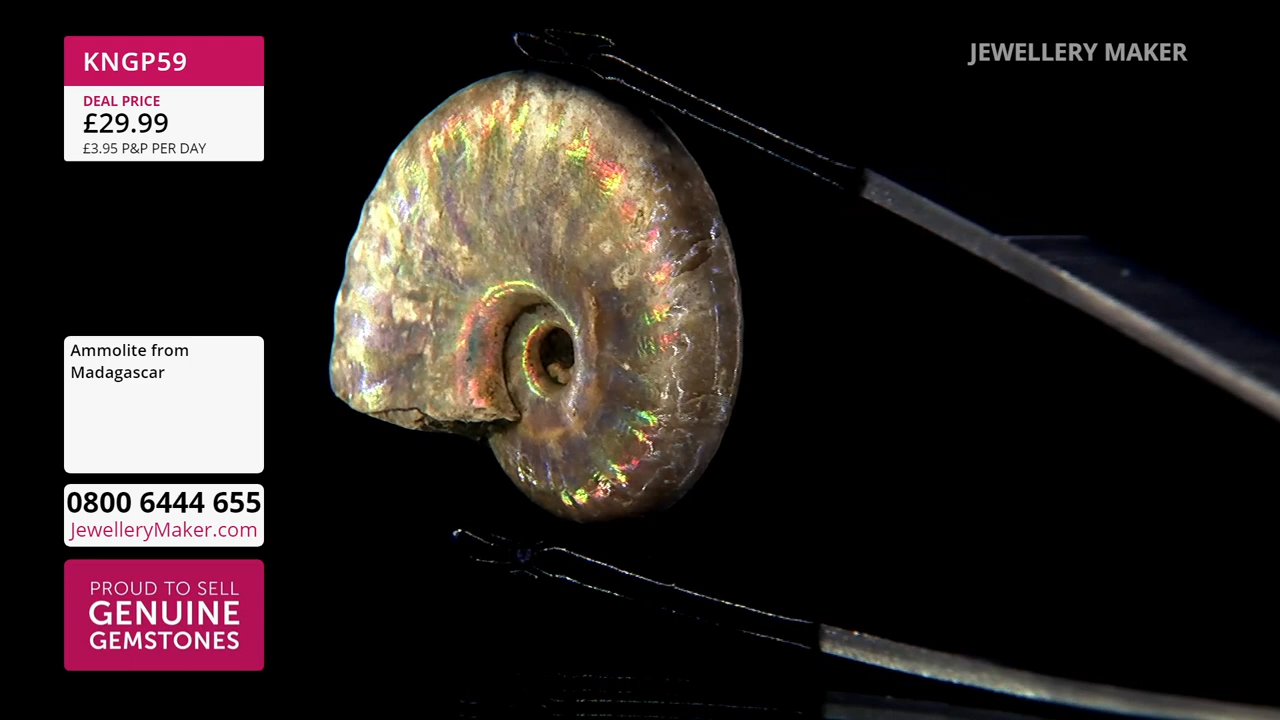 KNGP59
DEAL PRICE
£29.99
£3.95 P&P PER DAY
JEWELLERY MAKER
Ammolite from
Madagascar
0800 6444 655
JewelleryMaker.com
PROUD TO SELL
GENUINE
GEMSTONES